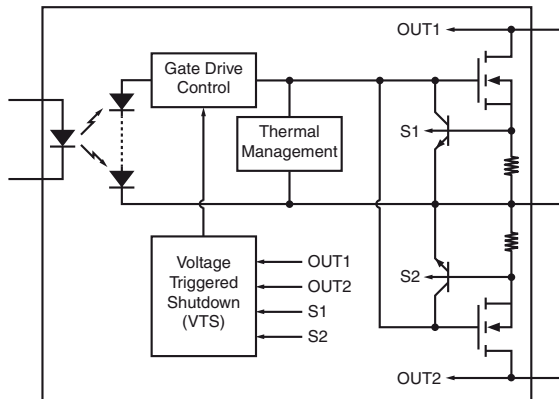 OUT1
Gate Drive
Control
S1
Thermal
Management
Voltage
Triggered
Shutdown
(VTS)
OUT1
OUT2
S1
S2
S2
OUT2